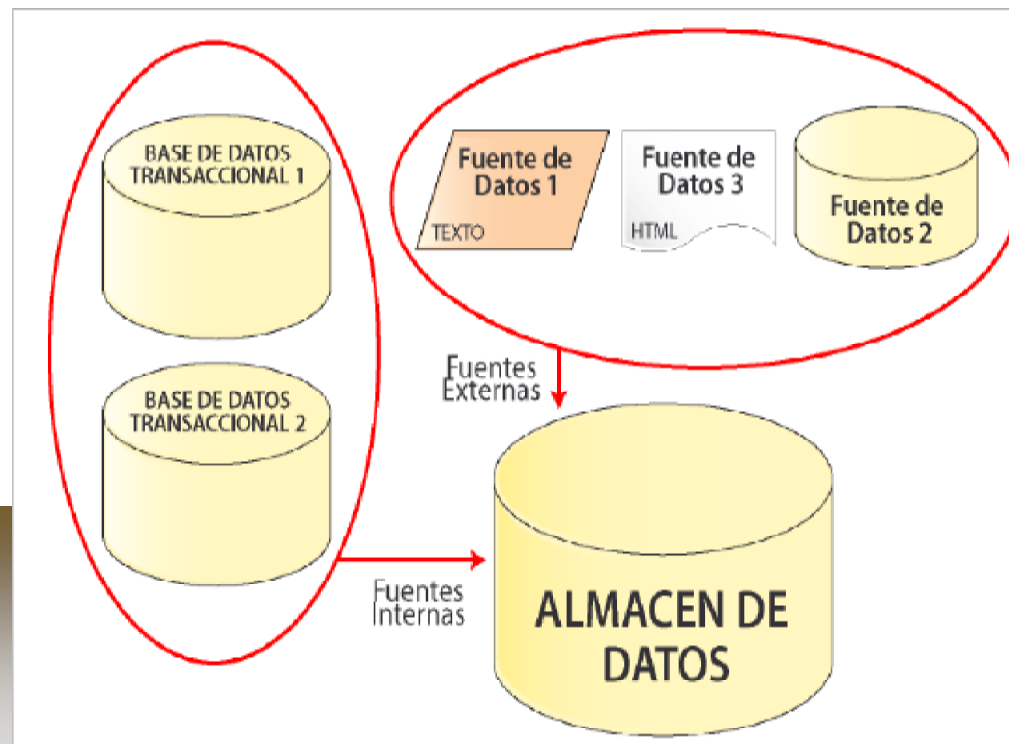 BASE DE DATOS
TRANSACCIONAL 1
Fuente de
Datos 1
TEXTO
Fuente de
Datos 3
HTML
Fuente de
Datos 2
Fuentes
Externas
BASE DE DATOS
TRANSACCIONAL 2
Fuentes
Internas
ALMACEN DE
DATOS